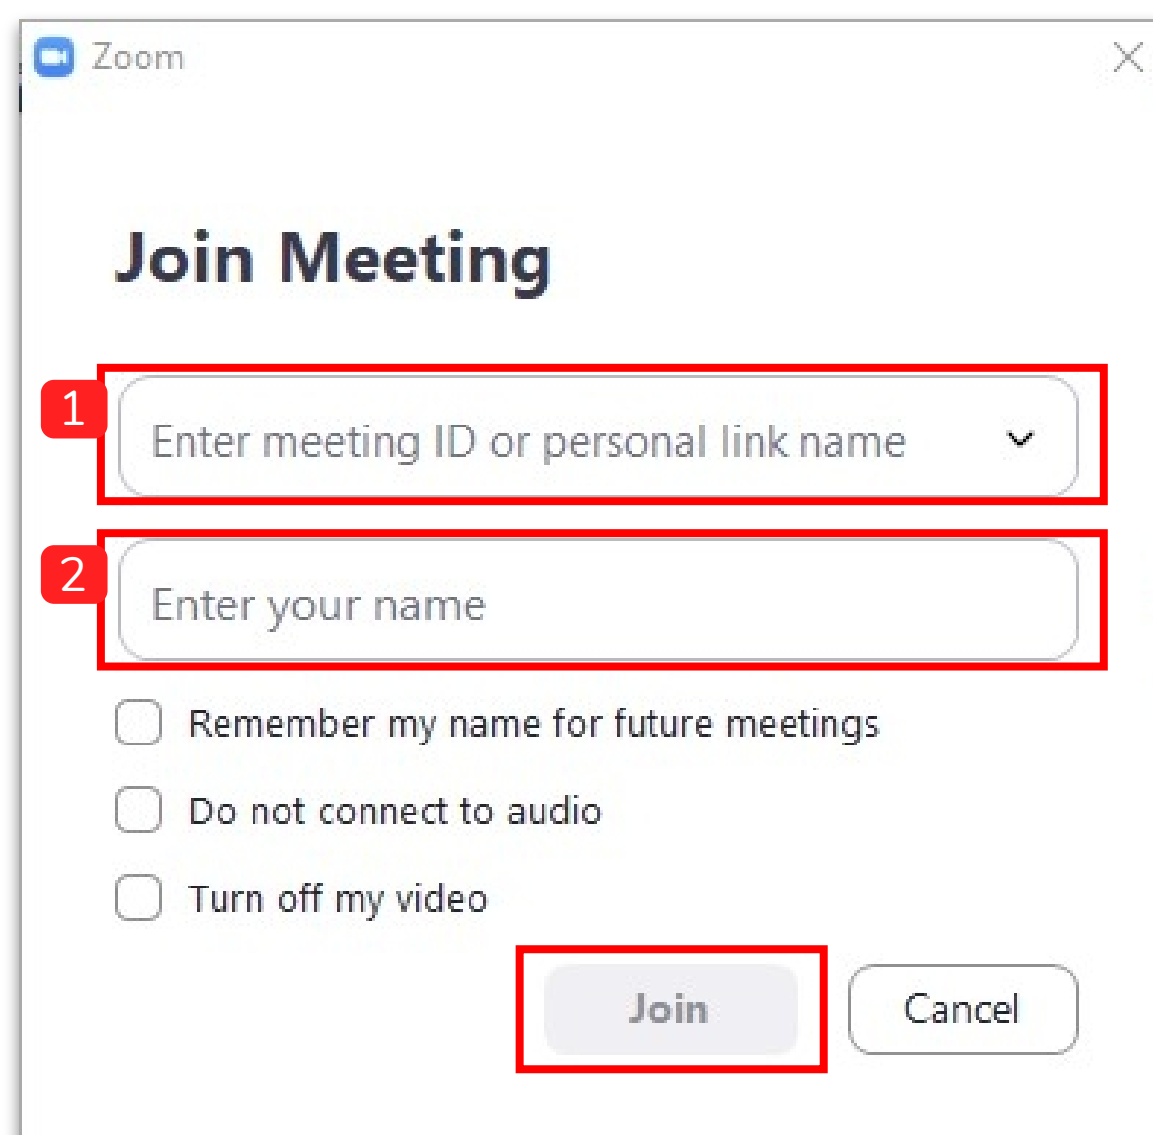 Zoom
Join Meeting
1
Enter meeting ID or personal link name
2
Enter your name
Remember my name for future meetings
Do not connect to audio
Turn off my video
Join Cancel